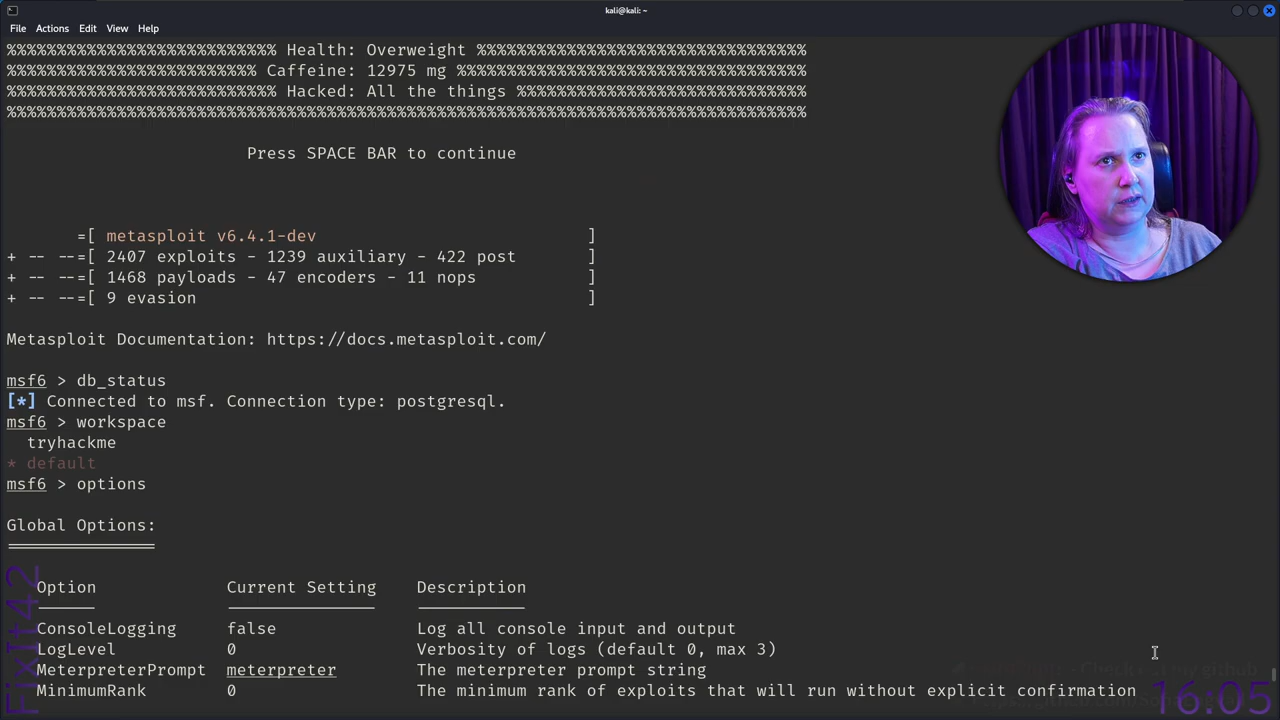 kali@kali: ~
File Actions Edit View Help
%%%%%%%%%%%%%%%%%%%%%%%%%%% Health: Overweight %%%%%%%%%%%%%%%%%%%%%%%%%%%%%%%%%
%%%%%%%%%%%%%%%%%%%%%%%%% Caffeine: 12975 mg %%%%%%%%%%%%%%%%%%%%%%%%%%%%%%%%%%%
%%%%%%%%%%%%%%%%%%%%%%%%%%% Hacked: All the things %%%%%%%%%%%%%%%%%%%%%%%%%%%%%
%%%%%%%%%%%%%%%%%%%%%%%%%%%%%%%%%%%%%%%%%%%%%%%%%%%%%%%%%%%%%%%%%%%%%%%%%%%%%%
Press SPACE BAR to continue
=[ metasploit v6.4.1-dev ]
+ -- --=[ 2407 exploits - 1239 auxiliary - 422 post ]
+ -- --=[ 1468 payloads - 47 encoders - 11 nops ]
+ -- --=[ 9 evasion ]
Metasploit Documentation: https://docs.metasploit.com/
msf6 > db_status
[*] Connected to msf. Connection type: postgresql.
msf6 > workspace
tryhackme
* default
msf6 > options
Global Options:
===============
Option Current Setting Description
------ --------------- -----------
ConsoleLogging false Log all console input and output
LogLevel 0 Verbosity of logs (default 0, max 3)
MeterpreterPrompt meterpreter The meterpreter prompt string
MinimumRank 0 The minimum rank of exploits that will run without explicit confirmation
FixIt42
16:05